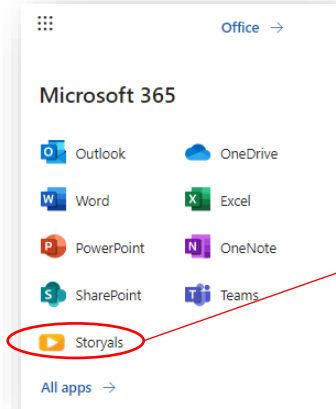 Office →
Microsoft 365
Outlook OneDrive
Word Excel
PowerPoint OneNote
SharePoint Teams
Storyals
All apps →